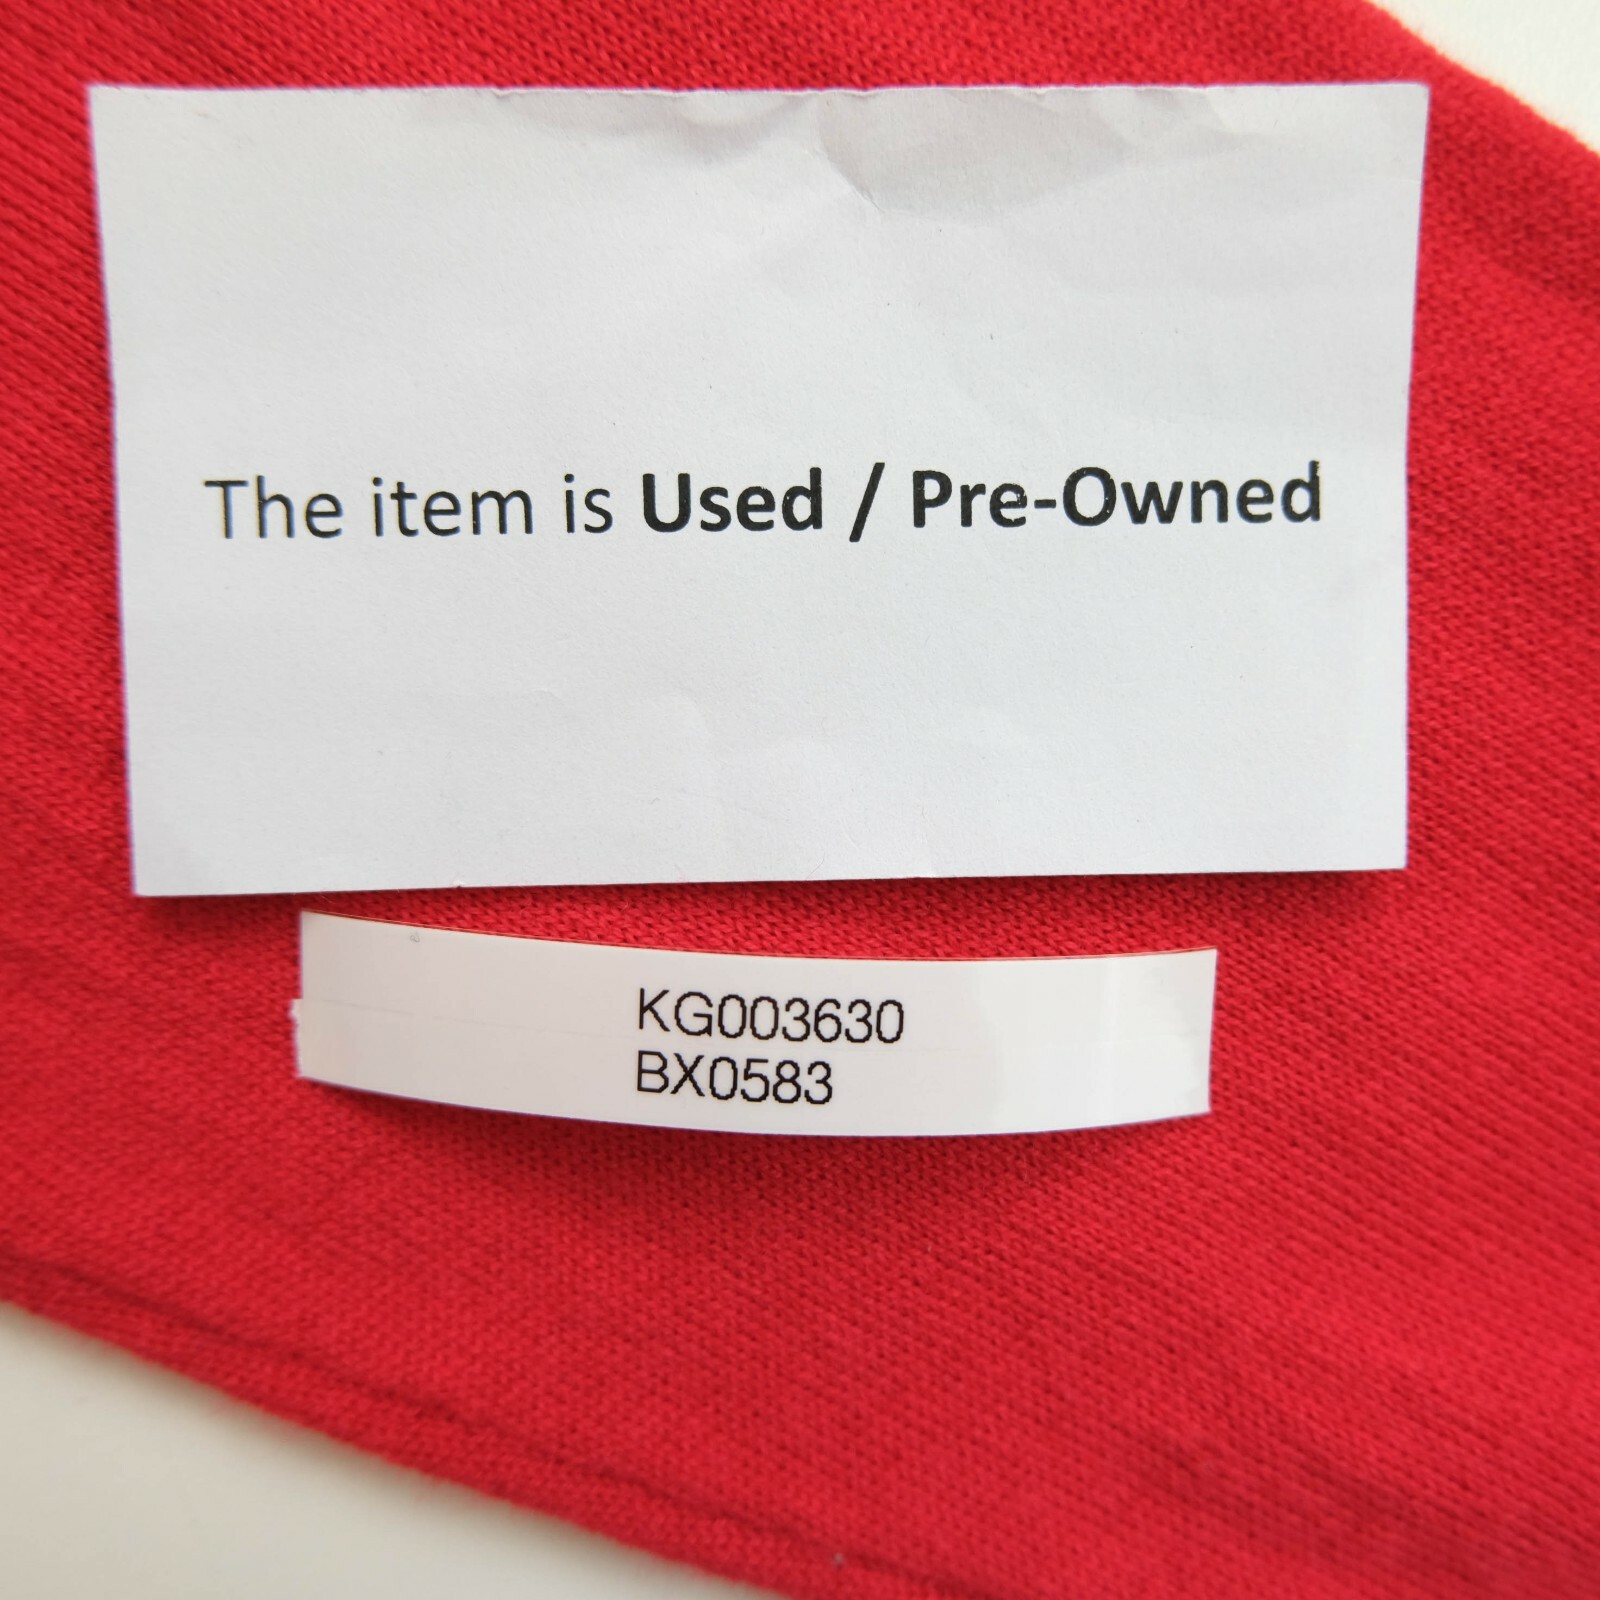 The item is Used / Pre-Owned
KG003630
BX0583